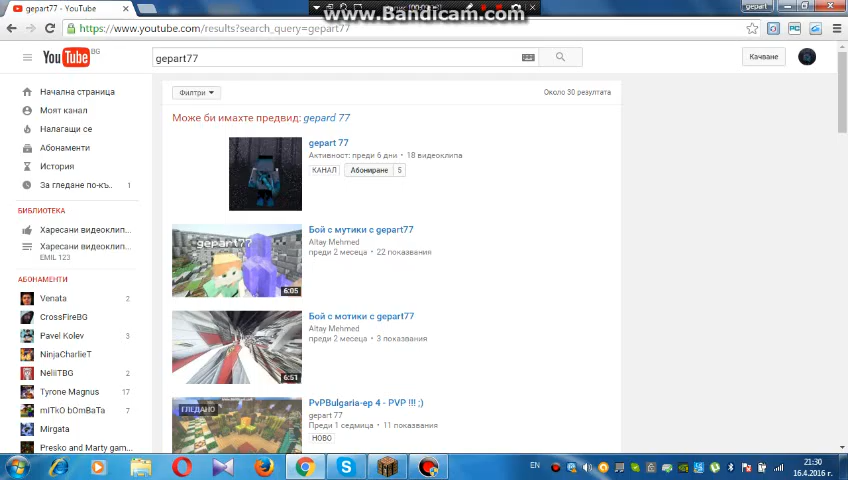 gepart77 - YouTube
www.Bandicam.com
gepart
https://www.youtube.com/results?search_query=gepart77
YouTube BG
gepart77
Качване
Начална страница
Моят канал
Налагащи се
Абонаменти
История
За гледане по-къ.. 1
БИБЛИОТЕКА
Харесани видеоклип...
Харесани видеоклип...
EMIL 123
АБОНАМЕНТИ
Venata 2
CrossFireBG
Pavel Kolev 2
NinjaCharlieT
NeliiTBG 2
Tyrone Magnus 17
mITkO bOmBaTa 7
Mirgata
Presko and Marty gam...
Филтри
Около 30 резултата
Може би имахте предвид: gepard 77
gepart 77
Активност: преди 6 дни • 18 видеоклипа
КАНАЛ Абониране 5
gepart77
6:05
Бой с мутики с gepart77
Altay Mehmed
преди 2 месеца • 22 показвания
6:51
Бой с мотики с gepart77
Altay Mehmed
преди 2 месеца • 3 показвания
ГЛЕДАНО
PvPBulgaria-ep 4 - PVP !!! ;)
gepart 77
Преди 1 седмица • 11 показвания
НОВО
EN
21:30
16.4.2016 г.